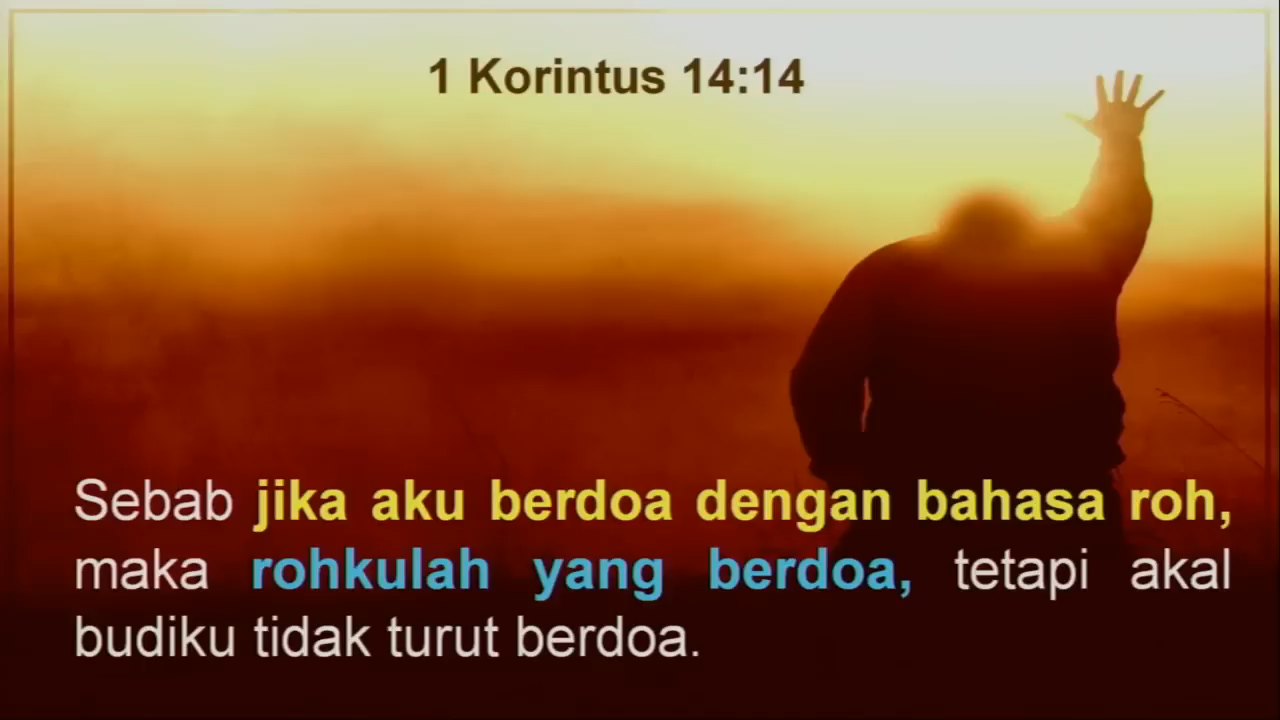 1 Korintus 14:14
Sebab jika aku berdoa dengan bahasa roh,
maka rohkulah yang berdoa, tetapi akal
budiku tidak turut berdoa.